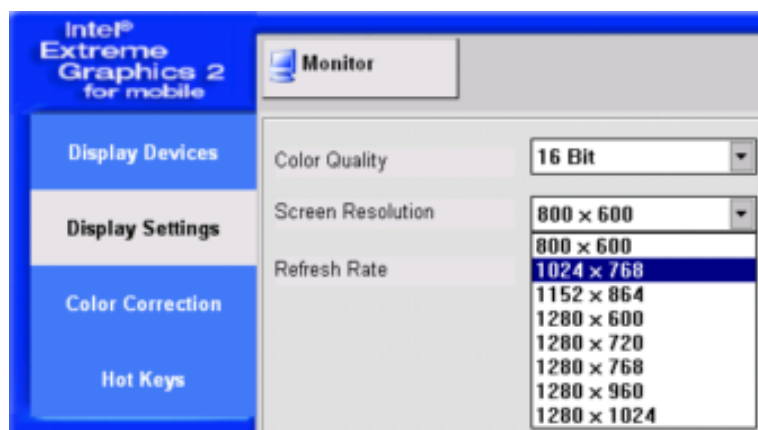 Intel®
Extreme
Graphics 2
for mobile
Monitor
Display Devices
Display Settings
Color Correction
Hot Keys
Color Quality
16 Bit
Screen Resolution
800 x 600
800 x 600
1024 x 768
1152 x 864
1280 x 600
1280 x 720
1280 x 768
1280 x 960
1280 x 1024
Refresh Rate